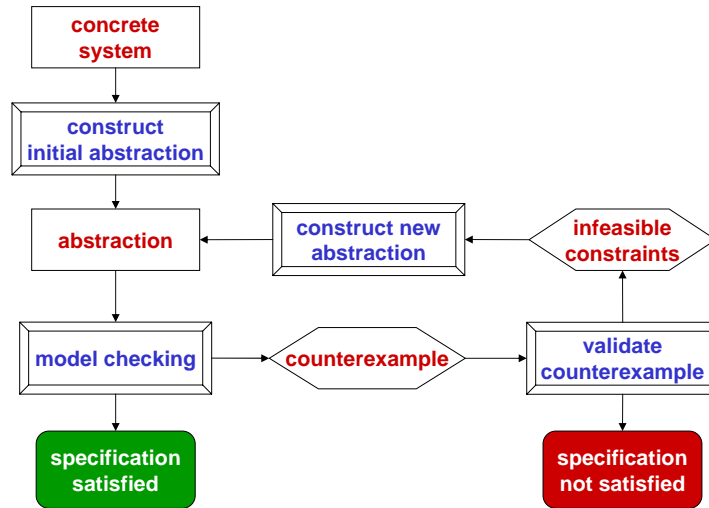 concrete
system
construct
initial abstraction
abstraction
construct new
abstraction
infeasible
constraints
model checking
counterexample
validate
counterexample
specification
satisfied
specification
not satisfied